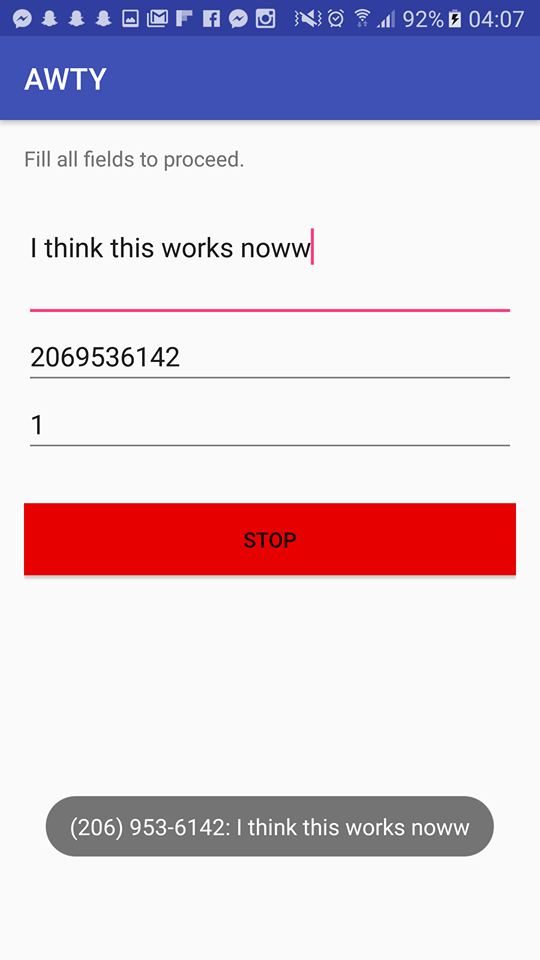 92% 04:07
AWTY
Fill all fields to proceed.
I think this works noww
2069536142
1
STOP
(206) 953-6142: I think this works noww